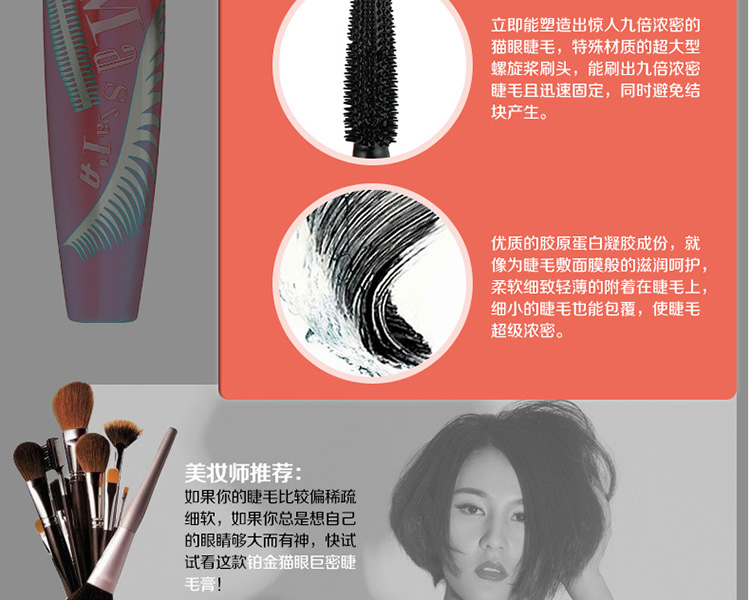 立即能塑造出惊人九倍浓密的
猫眼睫毛，特殊材质的超大型
螺旋桨刷头，能刷出九倍浓密
睫毛且迅速固定，同时避免结
块产生。
优质的胶原蛋白凝胶成份，就
像为睫毛敷面膜般的滋润呵护，
柔软细致轻薄的附着在睫毛上，
细小的睫毛也能包覆，使睫毛
超级浓密。
美妆师推荐：
如果你的睫毛比较偏稀疏
细软，如果你总是想自己
的眼睛够大而有神，快试
试看这款铂金猫眼巨密睫
毛膏！